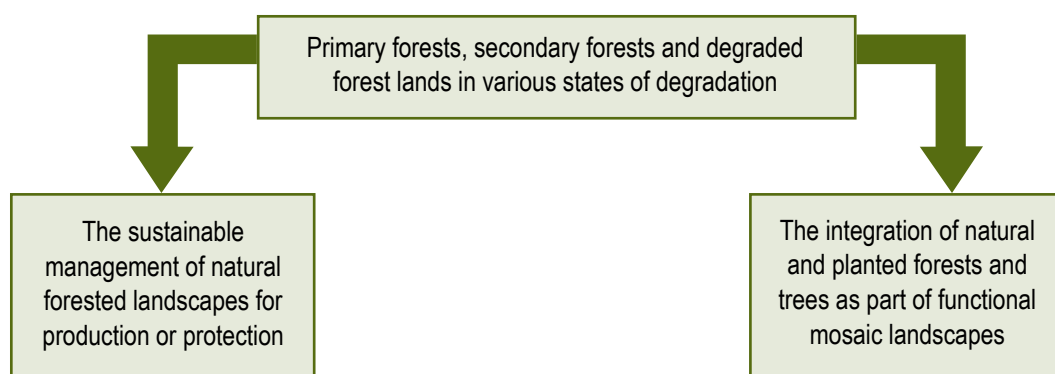 Primary forests, secondary forests and degraded
forest lands in various states of degradation
The sustainable
management of natural
forested landscapes for
production or protection
The integration of natural
and planted forests and
trees as part of functional
mosaic landscapes